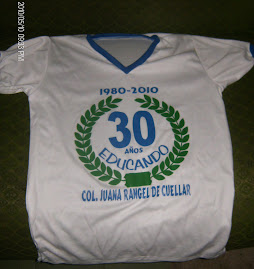 1980-2010
30
AÑOS
EDUCANDO
COL. JUANA RANGEL DE CUELLAR